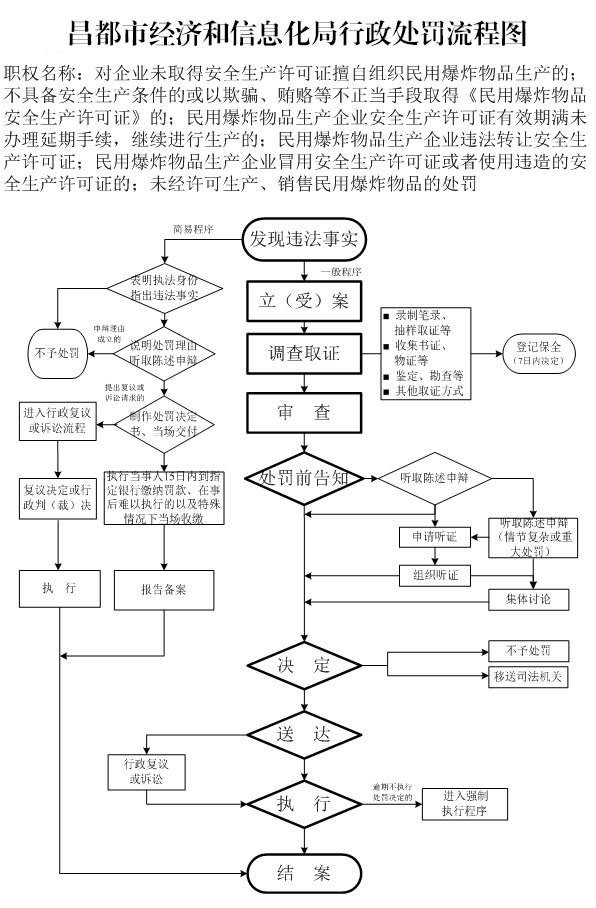 昌都市经济和信息化局行政处罚流程图
职权名称：对企业未取得安全生产许可证擅自组织民用爆炸物品生产的；
不具备安全生产条件的或以欺骗、贿赂等不正当手段取得《民用爆炸物品
安全生产许可证》的；民用爆炸物品生产企业安全生产许可证有效期满未
办理延期手续，继续进行生产的；民用爆炸物品生产企业违法转让安全生
产许可证；民用爆炸物品生产企业冒用安全生产许可证或者使用违造的安
全生产许可证的；未经许可生产、销售民用爆炸物品的处罚
简易程序
发现违法事实
一般程序
表明执法身份
指出违法事实
立（受）案
申辩理由
成立的
不予处罚
说明处罚理由
听取陈述申辩
调查取证
■ 录制笔录、
抽样取证等
■ 收集书证、
物证等
■ 鉴定、勘查等
■ 其他取证方式
登记保全
（7日内决定）
提出复议或
诉讼请求的
进入行政复议
或诉讼流程
制作处罚决定
书、当场交付
审 查
复议决定或行
政判（裁）决
执行当事人15日内到指
定银行缴纳罚款、在事
后难以执行的以及特殊
情况下当场收缴
处罚前告知
听取陈述申辩
申请听证
听取陈述申辩
（情节复杂或重
大处罚）
组织听证
执 行
报告备案
集体讨论
决 定
不予处罚
移送司法机关
送 达
行政复议
或诉讼
执 行
逾期不执行
处罚决定的
进入强制
执行程序
结 案